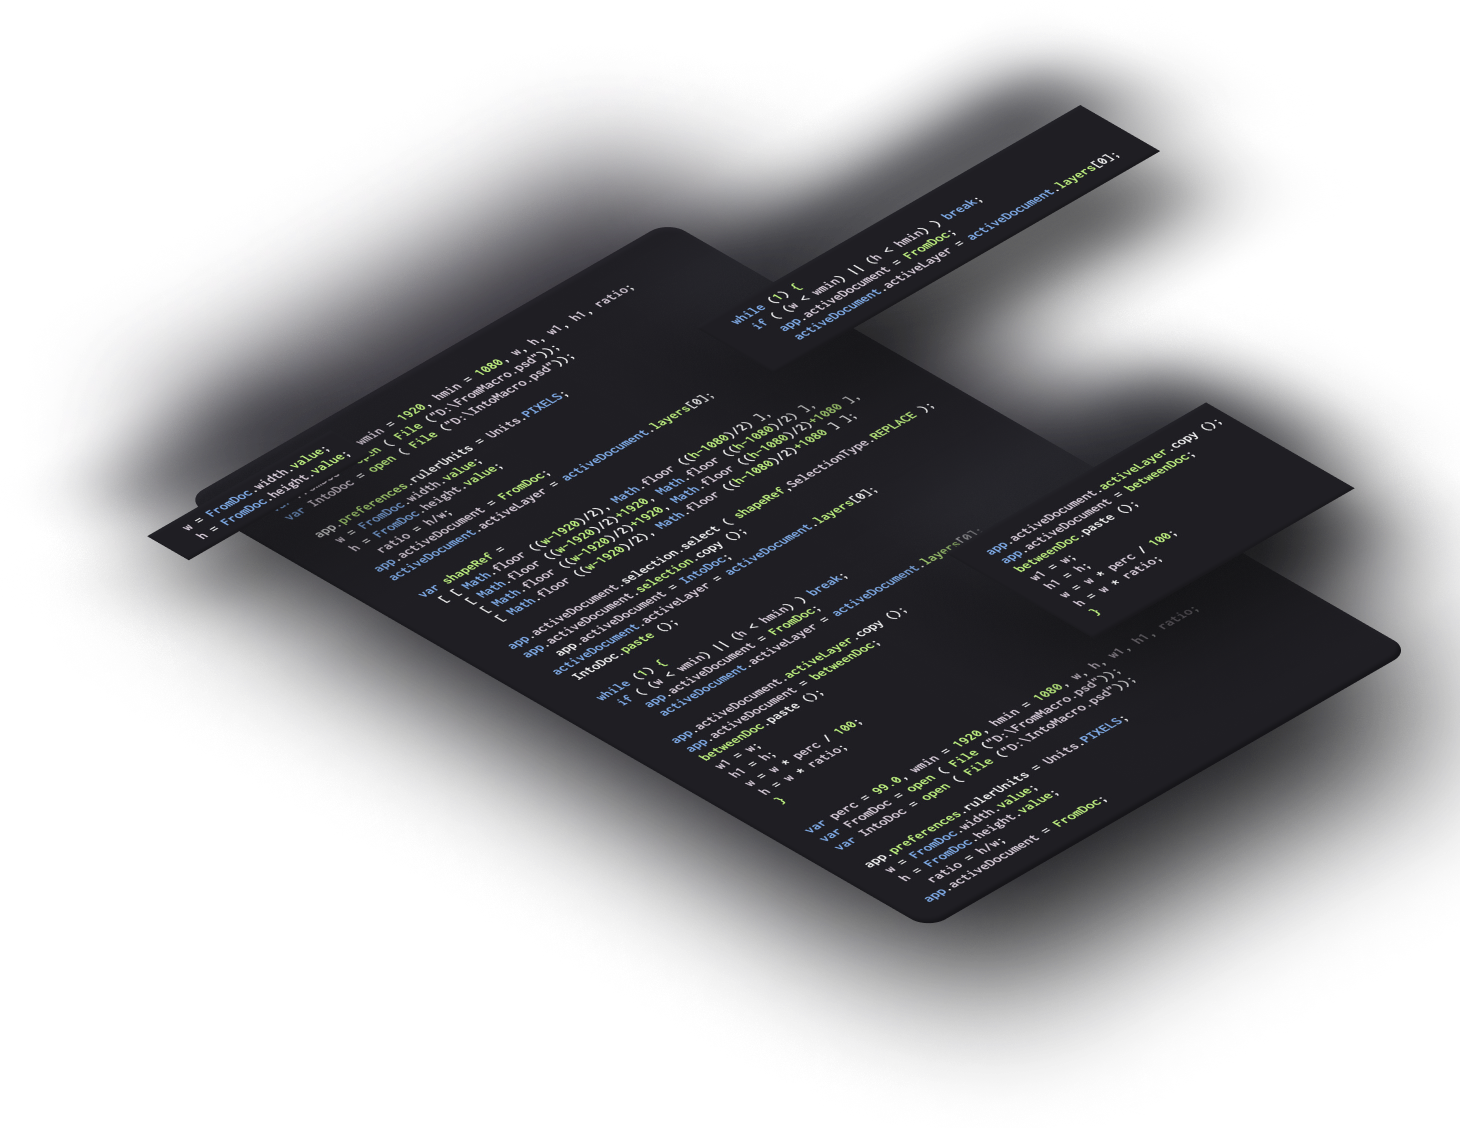 while (1) {
if ( (w < wmin) || (h < hmin) ) break;
app.activeDocument = FromDoc;
activeDocument.activeLayer = activeDocument.layers[0];
w = FromDoc.width.value;
h = FromDoc.height.value;
wmin = 1920, hmin = 1080, w, h, w1, h1, ratio;
( File ("D:\FromMacro.psd"));
var IntoDoc = open ( File ("D:\IntoMacro.psd"));
app.preferences.rulerUnits = Units.PIXELS;
w = FromDoc.width.value;
h = FromDoc.height.value;
ratio = h/w;
app.activeDocument = FromDoc;
activeDocument.activeLayer = activeDocument.layers[0];
var shapeRef =
[ [ Math.floor ((w-1920)/2), Math.floor ((h-1080)/2) ],
[ Math.floor ((w-1920)/2)+1920, Math.floor ((h-1080)/2) ],
[ Math.floor ((w-1920)/2)+1920, Math.floor ((h-1080)/2)+1080 ],
[ Math.floor ((w-1920)/2), Math.floor ((h-1080)/2)+1080 ] ];
app.activeDocument.selection.select ( shapeRef,SelectionType.REPLACE );
app.activeDocument.selection.copy ();
app.activeDocument = IntoDoc;
activeDocument.activeLayer = activeDocument.layers[0];
IntoDoc.paste ();
while (1) {
if ( (w < wmin) || (h < hmin) ) break;
app.activeDocument = FromDoc;
activeDocument.activeLayer = activeDocument.layers[0];
app.activeDocument.activeLayer.copy ();
app.activeDocument = betweenDoc;
betweenDoc.paste ();
w1 = w;
h1 = h;
w = w * perc / 100;
h = w * ratio;
}
app.activeDocument.activeLayer.copy ();
app.activeDocument = betweenDoc;
betweenDoc.paste ();
w1 = w;
h1 = h;
w = w * perc / 100;
h = w * ratio;
}
var perc = 99.0, wmin = 1920, hmin = 1080, w, h, w1, h1, ratio;
var FromDoc = open ( File ("D:\FromMacro.psd"));
var IntoDoc = open ( File ("D:\IntoMacro.psd"));
app.preferences.rulerUnits = Units.PIXELS;
w = FromDoc.width.value;
h = FromDoc.height.value;
ratio = h/w;
app.activeDocument = FromDoc;